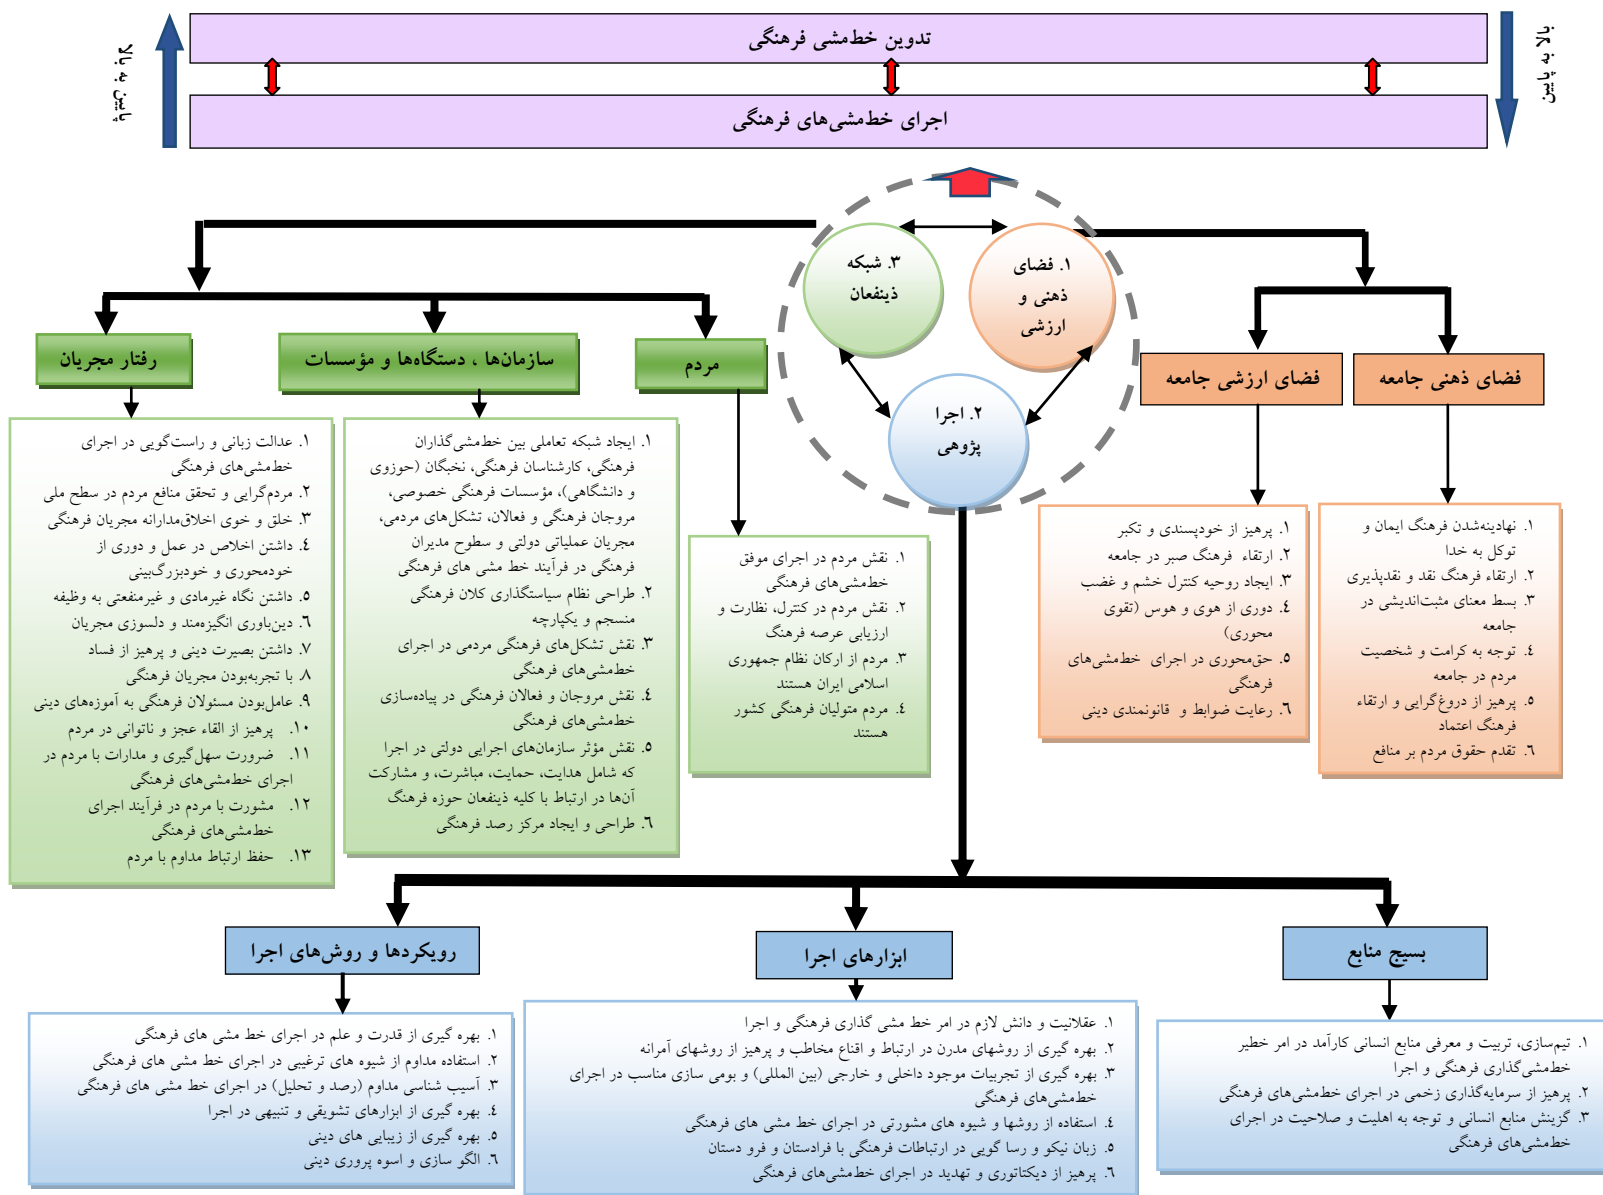 تدوین خط‌مشی فرهنگی
اجرای خط‌مشی‌های فرهنگی
بالا به پایین
پایین به بالا
۱. فضای
ذهنی و
ارزشی
۳. شبکه
ذینفعان
۲. اجرا
پژوهی
فضای ذهنی جامعه
۱. نهادینه‌شدن فرهنگ ایمان و
توکل به خدا
۲. ارتقاء فرهنگ نقد و نقدپذیری
۳. بسط معنای مثبت‌اندیشی در
جامعه
٤. توجه به کرامت و شخصیت
مردم در جامعه
٥. پرهیز از دروغ‌گرایی و ارتقاء
فرهنگ اعتماد
٦. تقدم حقوق مردم بر منافع
فضای ارزشی جامعه
۱. پرهیز از خودپسندی و تکبر
۲. ارتقاء فرهنگ صبر در جامعه
۳. ایجاد روحیه کنترل خشم و غضب
٤. دوری از هوی و هوس (تقوی
محوری)
٥. حق‌محوری در اجرای خط‌مشی‌های
فرهنگی
٦. رعایت ضوابط و قانونمندی دینی
مردم
۱. نقش مردم در اجرای موفق
خط‌مشی‌های فرهنگی
۲. نقش مردم در کنترل، نظارت و
ارزیابی عرصه فرهنگ
۳. مردم از ارکان نظام جمهوری
اسلامی ایران هستند
٤. مردم متولیان فرهنگی کشور
هستند
سازمان‌ها ، دستگاه‌ها و مؤسسات
۱. ایجاد شبکه تعاملی بین خط‌مشی‌گذاران
فرهنگی، کارشناسان فرهنگی، نخبگان (حوزوی
و دانشگاهی)، مؤسسات فرهنگی خصوصی،
مروجان فرهنگی و فعالان، تشکل‌های مردمی،
مجریان عملیاتی دولتی و سطوح مدیران
فرهنگی در فرآیند خط مشی های فرهنگی
۲. طراحی نظام سیاستگذاری کلان فرهنگی
منسجم و یکپارچه
۳. نقش تشکل‌های فرهنگی مردمی در اجرای
خط‌مشی‌های فرهنگی
٤. نقش مروجان و فعالان فرهنگی در پیاده‌سازی
خط‌مشی‌های فرهنگی
٥. نقش مؤثر سازمان‌های اجرایی دولتی در اجرا
که شامل هدایت، حمایت، مباشرت، و مشارکت
آن‌ها در ارتباط با کلیه ذینفعان حوزه فرهنگ
٦. طراحی و ایجاد مرکز رصد فرهنگی
رفتار مجریان
۱. عدالت زبانی و راست‌گویی در اجرای
خط‌مشی‌های فرهنگی
۲. مردم‌گرایی و تحقق منافع مردم در سطح ملی
۳. خلق و خوی اخلاق‌مدارانه مجریان فرهنگی
٤. داشتن اخلاص در عمل و دوری از
خودمحوری و خودبزرگ‌بینی
٥. داشتن نگاه غیرمادی و غیرمنفعتی به وظیفه
٦. دین‌باوری انگیزه‌مند و دلسوزی مجریان
۷. داشتن بصیرت دینی و پرهیز از فساد
۸. با تجربه‌بودن مجریان فرهنگی
۹. عامل‌بودن مسئولان فرهنگی به آموزه‌های دینی
۱۰. پرهیز از القاء عجز و ناتوانی در مردم
۱۱. ضرورت سهل‌گیری و مدارات با مردم در
اجرای خط‌مشی‌های فرهنگی
۱۲. مشورت با مردم در فرآیند اجرای
خط‌مشی‌های فرهنگی
۱۳. حفظ ارتباط مداوم با مردم
بسیج منابع
۱. تیم‌سازی، تربیت و معرفی منابع انسانی کارآمد در امر خطیر
خط‌مشی‌گذاری فرهنگی و اجرا
۲. پرهیز از سرمایه‌گذاری زخمی در اجرای خط‌مشی‌های فرهنگی
۳. گزینش منابع انسانی و توجه به اهلیت و صلاحیت در اجرای
خط‌مشی‌های فرهنگی
ابزارهای اجرا
۱. عقلانیت و دانش لازم در امر خط مشی گذاری فرهنگی و اجرا
۲. بهره گیری از روشهای مدرن در ارتباط و اقناع مخاطب و پرهیز از روشهای آمرانه
۳. بهره گیری از تجربیات موجود داخلی و خارجی (بین المللی) و بومی سازی مناسب در اجرای
خط‌مشی‌های فرهنگی
٤. استفاده از روشها و شیوه های مشورتی در اجرای خط مشی های فرهنگی
٥. زبان نیکو و رسا گویی در ارتباطات فرهنگی با فرادستان و فرو دستان
٦. پرهیز از دیکتاتوری و تهدید در اجرای خط‌مشی‌های فرهنگی
رویکردها و روش‌های اجرا
۱. بهره گیری از قدرت و علم در اجرای خط مشی های فرهنگی
۲. استفاده مداوم از شیوه های ترغیبی در اجرای خط مشی های فرهنگی
۳. آسیب شناسی مداوم (رصد و تحلیل) در اجرای خط مشی های فرهنگی
٤. بهره گیری از ابزارهای تشویقی و تنبیهی در اجرا
٥. بهره گیری از زیبایی های دینی
٦. الگو سازی و اسوه پروری دینی